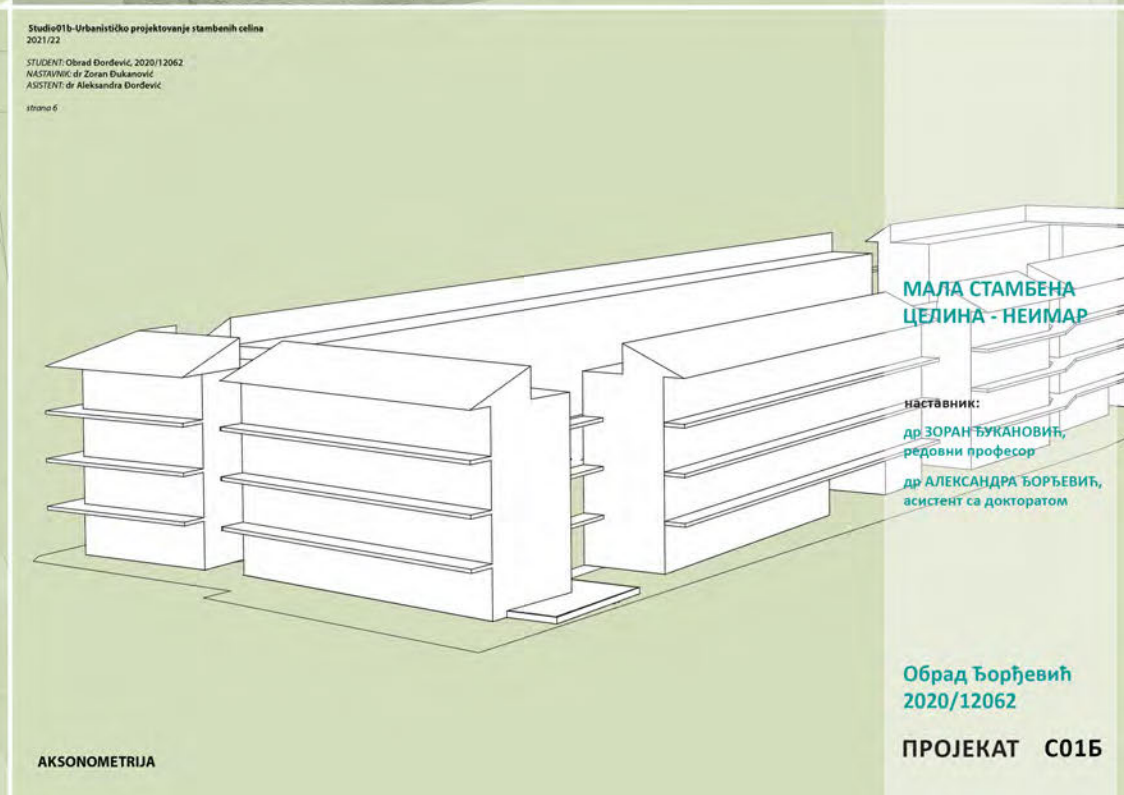 Studio01b-Urbanističko projektovanje stambenih celina
2021/22
STUDENT: Obrad Đorđević, 2020/12062
NASTAVNIK: dr Zoran Đukanović
ASISTENT: dr Aleksandra Đorđević
strana 6
МАЛА СТАМБЕНА
ЦЕЛИНА - НЕИМАР
наставник:
др ЗОРАН ЂУКАНОВИЋ,
редовни професор
др АЛЕКСАНДРА ЂОРЂЕВИЋ,
асистент са докторатом
Обрад Ђорђевић
2020/12062
ПРОЈЕКАТ С01Б
AKSONOMETRIJA